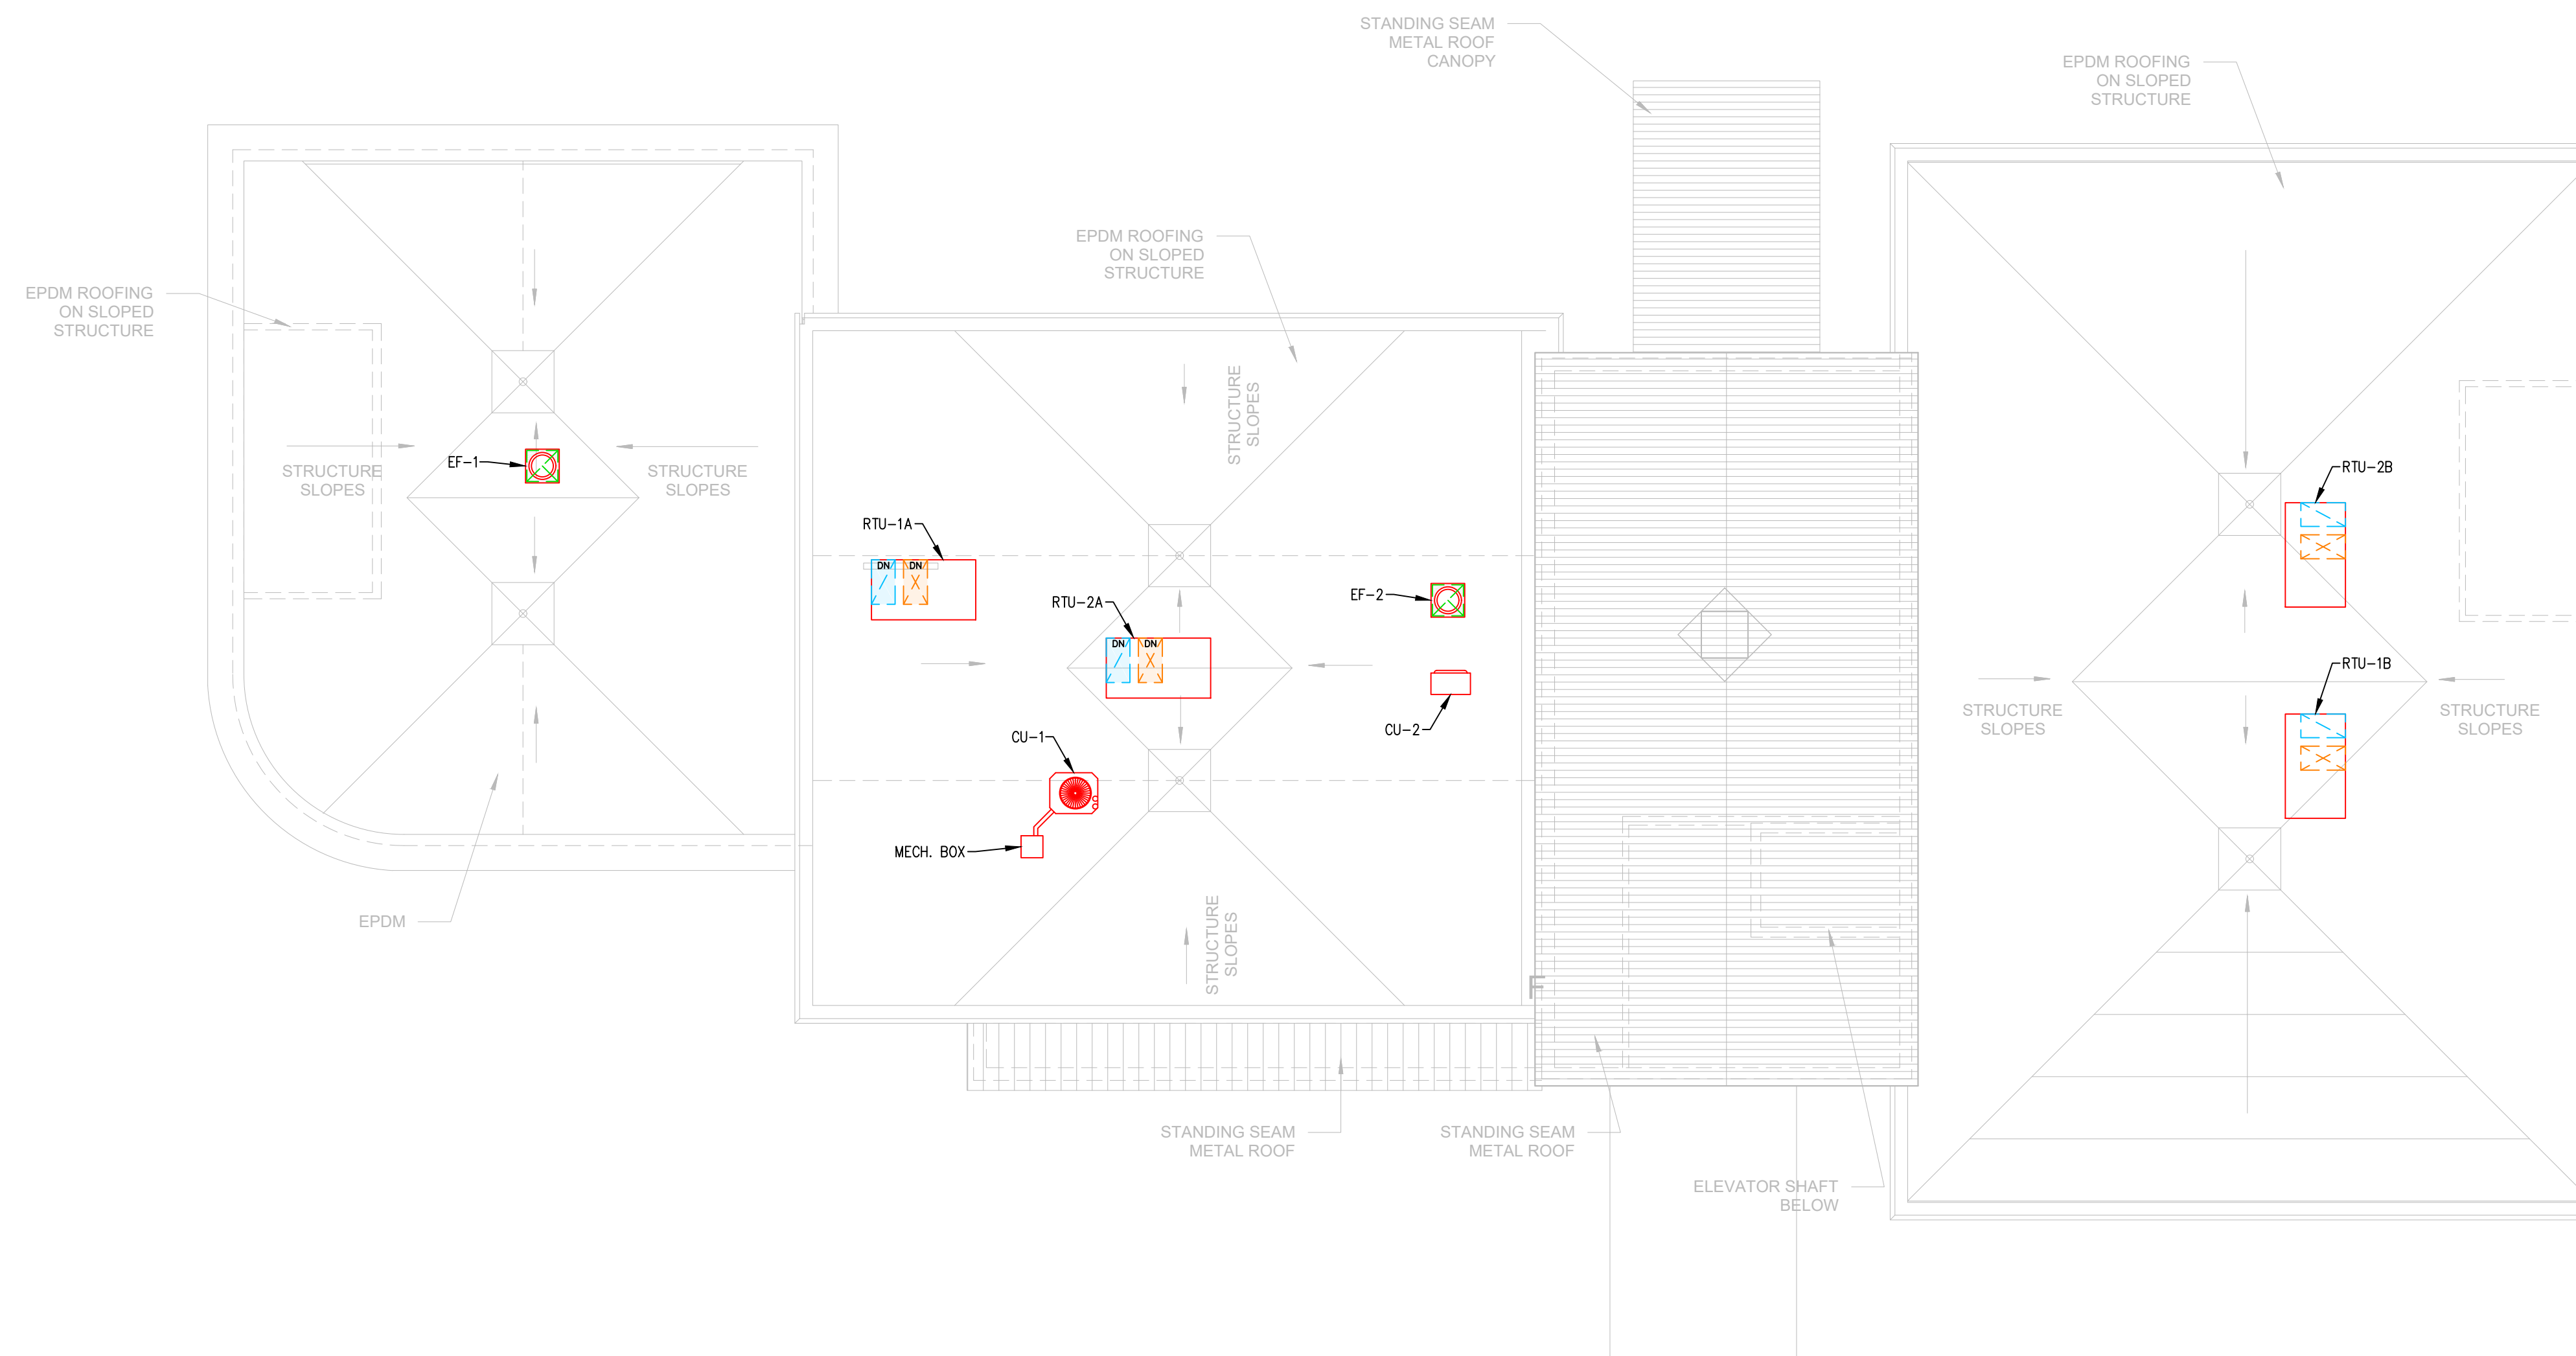 STANDING SEAM
METAL ROOF
CANOPY
EPDM ROOFING
ON SLOPED
STRUCTURE
EPDM ROOFING
ON SLOPED
STRUCTURE
EPDM ROOFING
ON SLOPED
STRUCTURE
STRUCTURE
SLOPES
EF-1
STRUCTURE
SLOPES
STRUCTURE
SLOPES
RTU-2B
RTU-1A
DN
DN
EF-2
RTU-2A
DN
DN
RTU-1B
CU-2
CU-1
STRUCTURE
SLOPES
STRUCTURE
SLOPES
MECH. BOX
EPDM
STRUCTURE
SLOPES
F
STANDING SEAM
METAL ROOF
STANDING SEAM
METAL ROOF
ELEVATOR SHAFT
BELOW